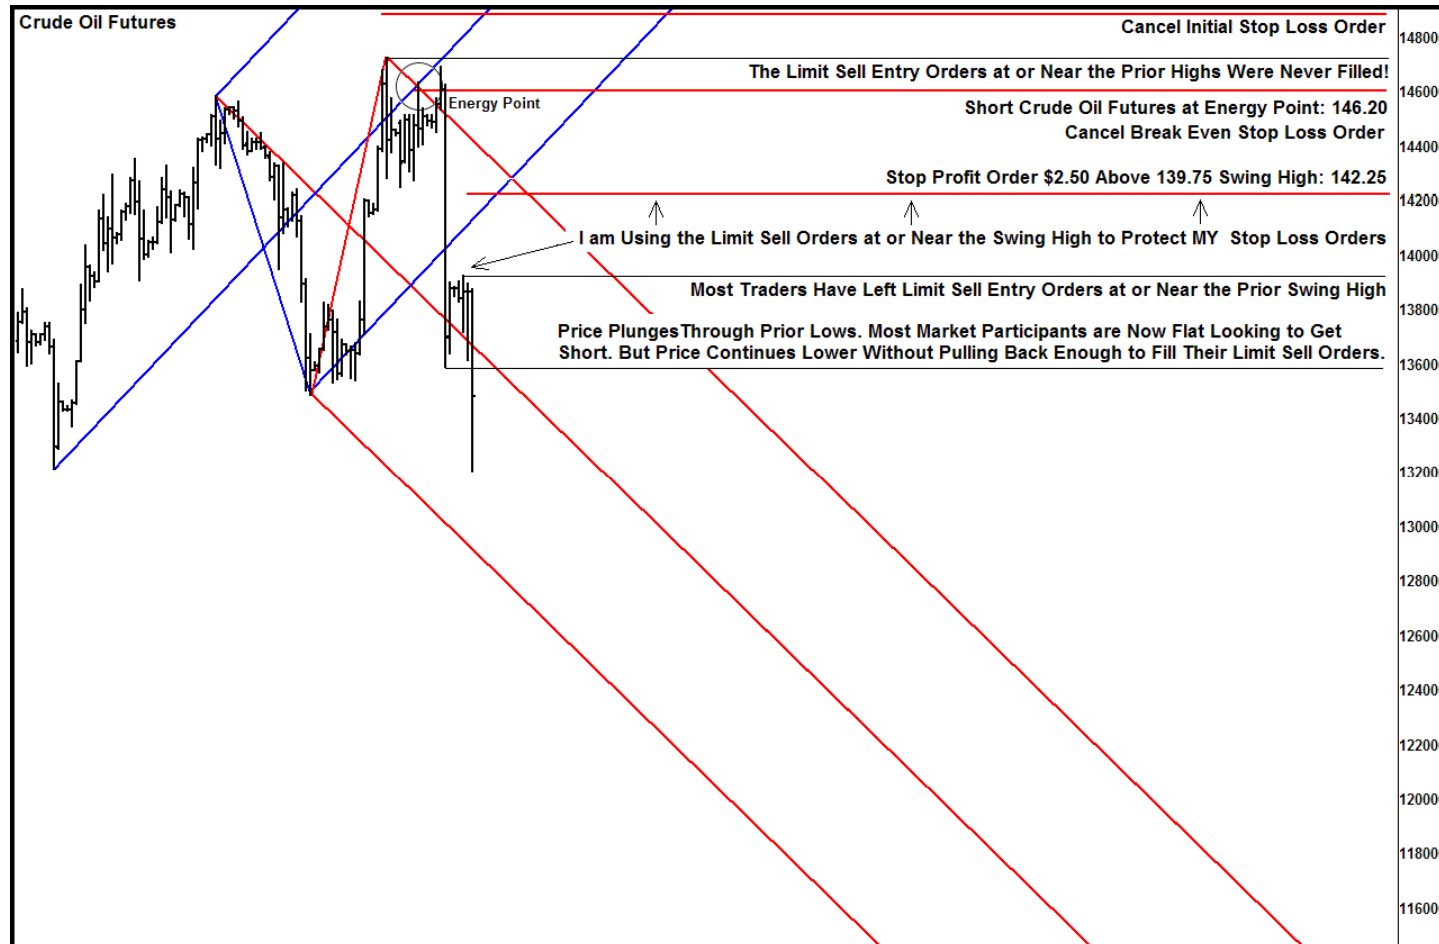 Crude Oil Futures
Cancel Initial Stop Loss Order
The Limit Sell Entry Orders at or Near the Prior Highs Were Never Filled!
Energy Point
Short Crude Oil Futures at Energy Point: 146.20
Cancel Break Even Stop Loss Order
Stop Profit Order $2.50 Above 139.75 Swing High: 142.25
I am Using the Limit Sell Orders at or Near the Swing High to Protect MY Stop Loss Orders
Most Traders Have Left Limit Sell Entry Orders at or Near the Prior Swing High
Price PlungesThrough Prior Lows. Most Market Participants are Now Flat Looking to Get
Short. But Price Continues Lower Without Pulling Back Enough to Fill Their Limit Sell Orders.
14800
14600
14400
14200
14000
13800
13600
13400
13200
13000
12800
12600
12400
12200
12000
11800
11600